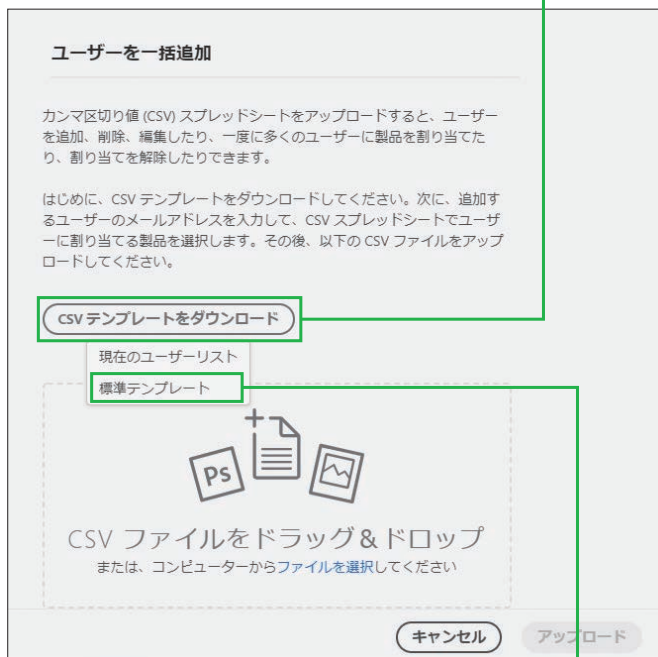 ユーザーを一括追加
カンマ区切り値 (CSV) スプレッドシートをアップロードすると、ユーザー
を追加、削除、編集したり、一度に多くのユーザーに製品を割り当てた
り、割り当てを解除したりできます。
はじめに、CSV テンプレートをダウンロードしてください。次に、追加す
るユーザーのメールアドレスを入力して、CSV スプレッドシートでユーザ
ーに割り当てる製品を選択します。その後、以下の CSV ファイルをアップ
ロードしてください。
CSV テンプレートをダウンロード
現在のユーザーリスト
標準テンプレート
Ps
CSV ファイルをドラッグ&ドロップ
または、コンピューターからファイルを選択してください
キャンセル アップロード